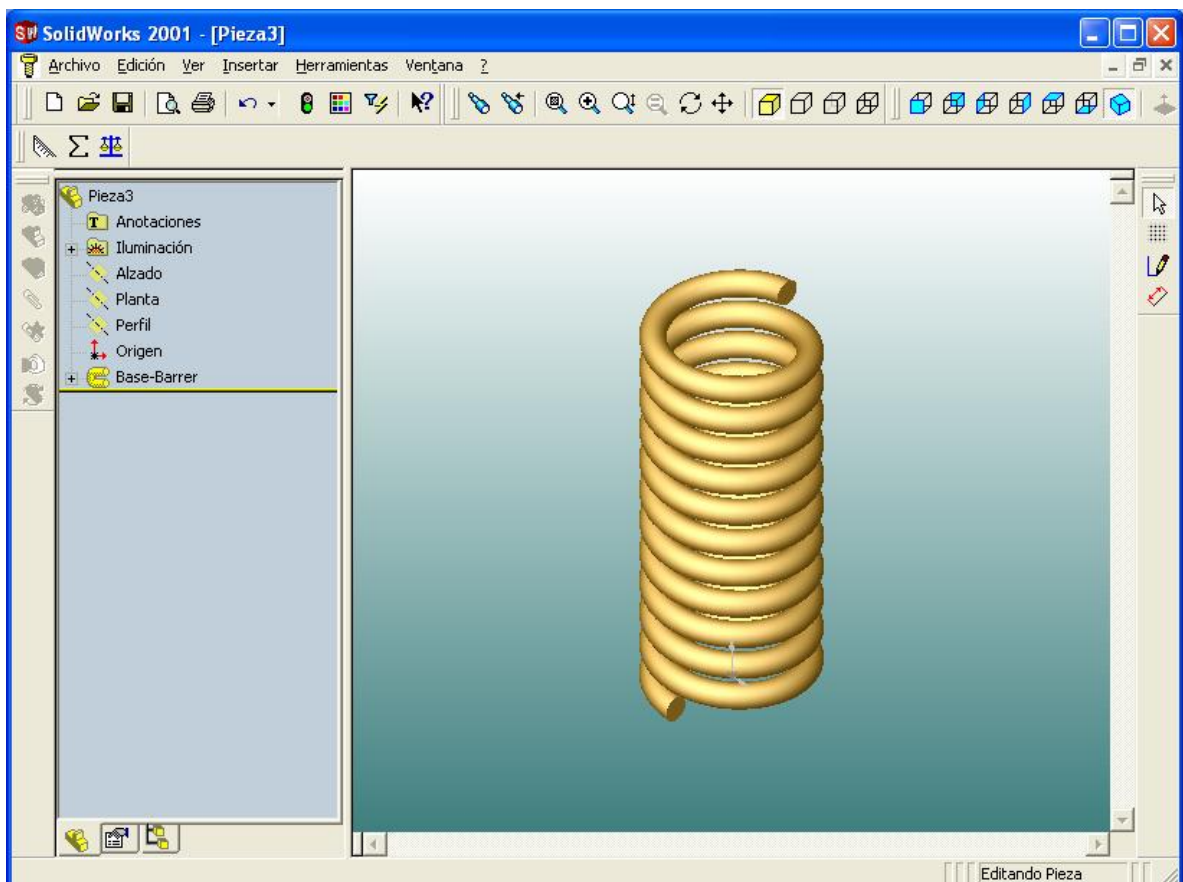 SolidWorks 2001 - [Pieza3]
Archivo Edición Ver Insertar Herramientas Ventana ?
Pieza3
Anotaciones
Iluminación
Alzado
Planta
Perfil
Origen
Base-Barrer
Editando Pieza